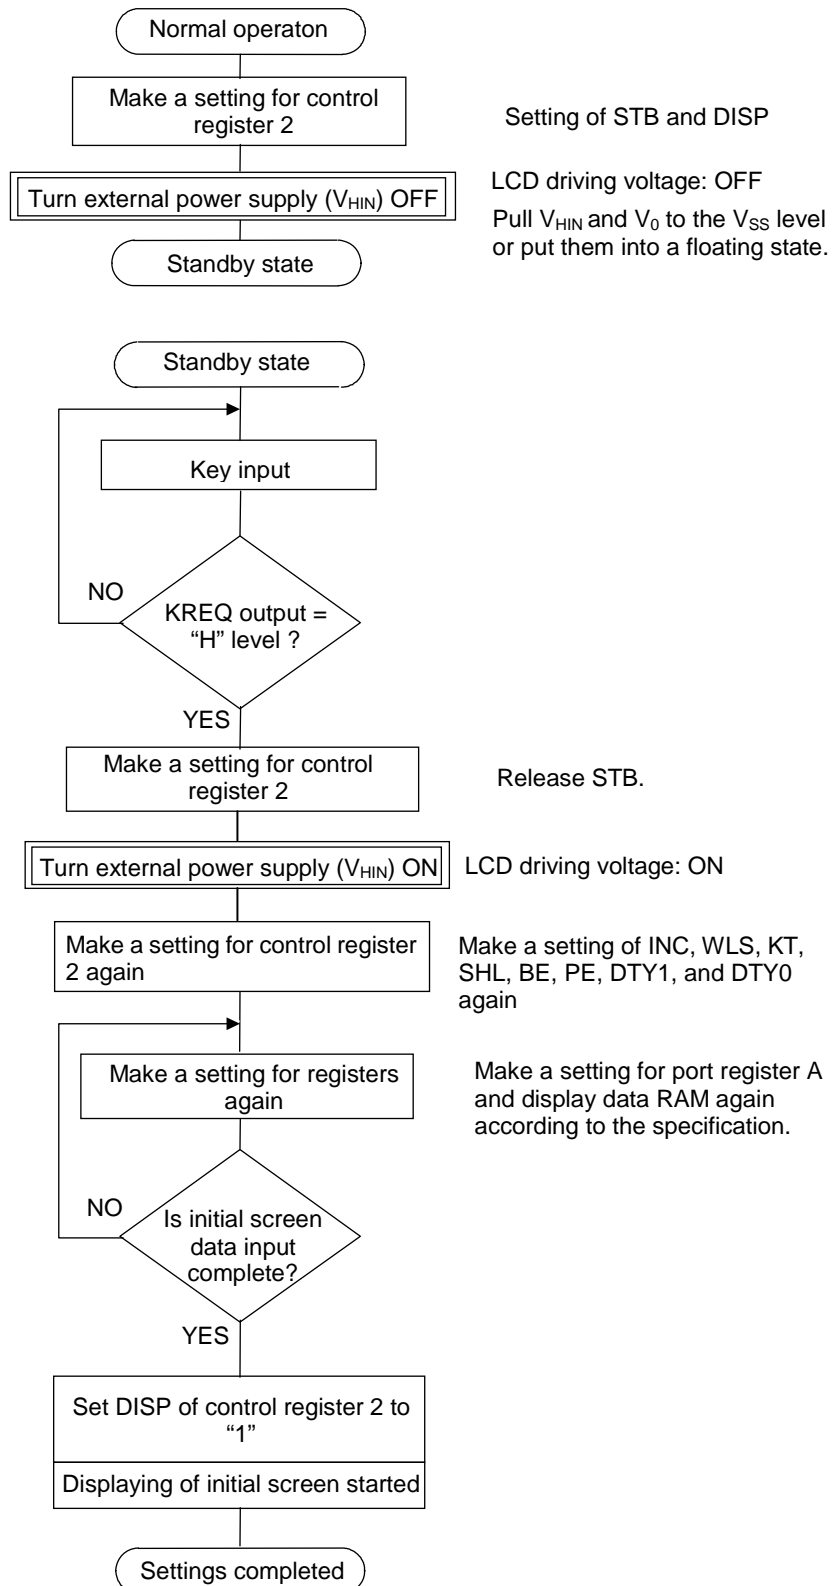 Normal operaton
Make a setting for control
register 2
Setting of STB and DISP
Turn external power supply (VHIN) OFF
LCD driving voltage: OFF
Pull VHIN and V0 to the VSS level
or put them into a floating state.
Standby state
Standby state
Key input
NO
KREQ output =
“H” level ?
YES
Make a setting for control
register 2
Release STB.
Turn external power supply (VHIN) ON
LCD driving voltage: ON
Make a setting for control register
2 again
Make a setting of INC, WLS, KT,
SHL, BE, PE, DTY1, and DTY0
again
Make a setting for registers
again
Make a setting for port register A
and display data RAM again
according to the specification.
NO
Is initial screen
data input
complete?
YES
Set DISP of control register 2 to
“1”
Displaying of initial screen started
Settings completed